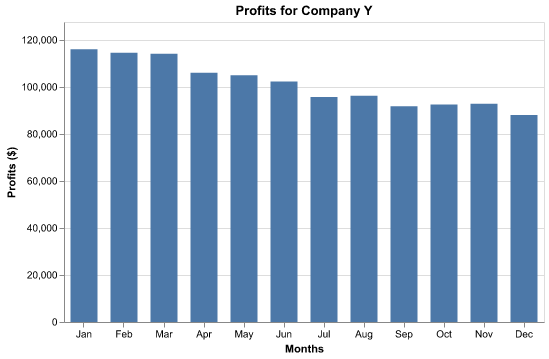 Profits for Company Y
Profits ($)
120,000
100,000
80,000
60,000
40,000
20,000
0
Jan Feb Mar Apr May Jun Jul Aug Sep Oct Nov Dec
Months